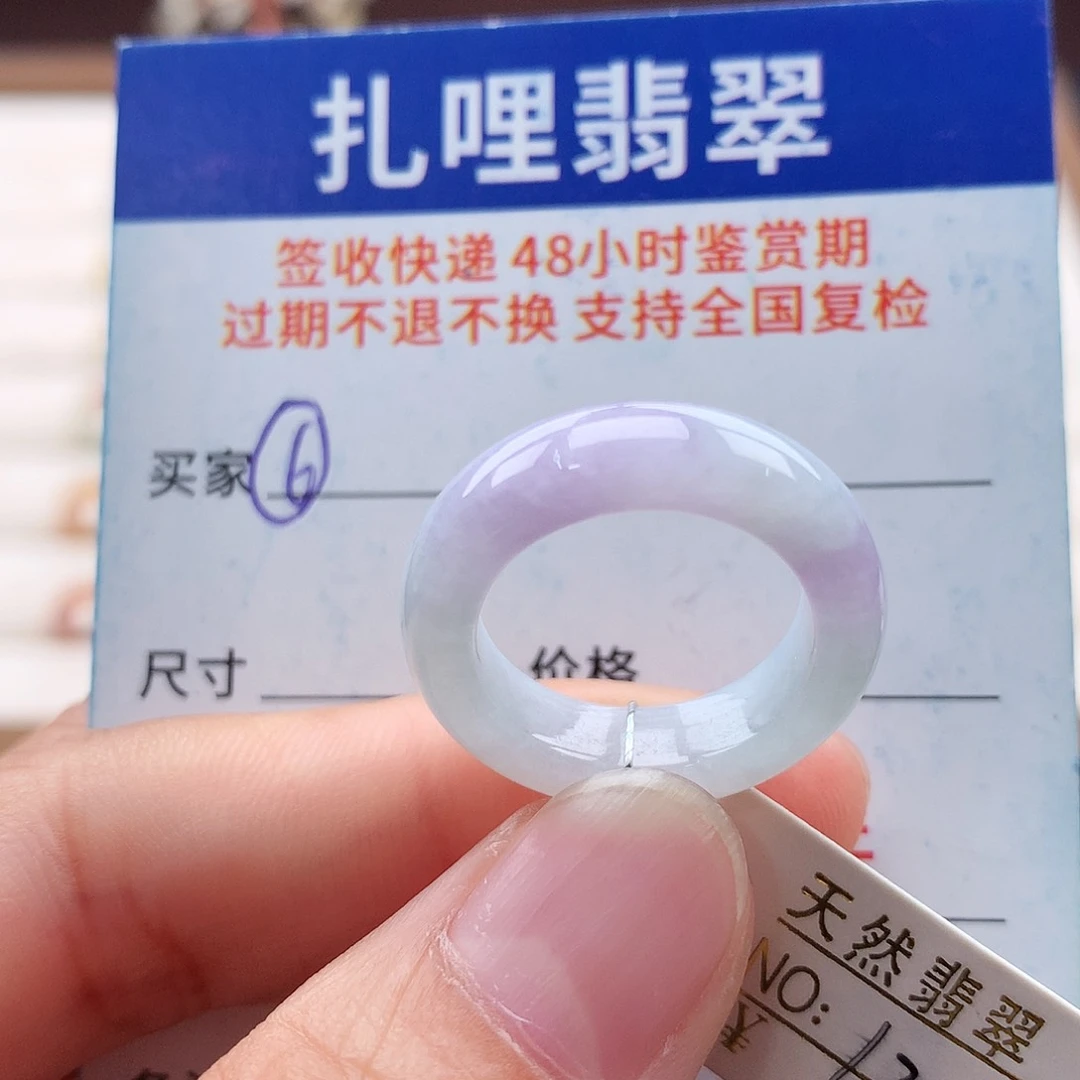 扎哩翡翠
签收快递 48小时鉴赏期
过期不退不换 支持全国复检
买家 6
尺寸 价格
天然翡翠
NO: